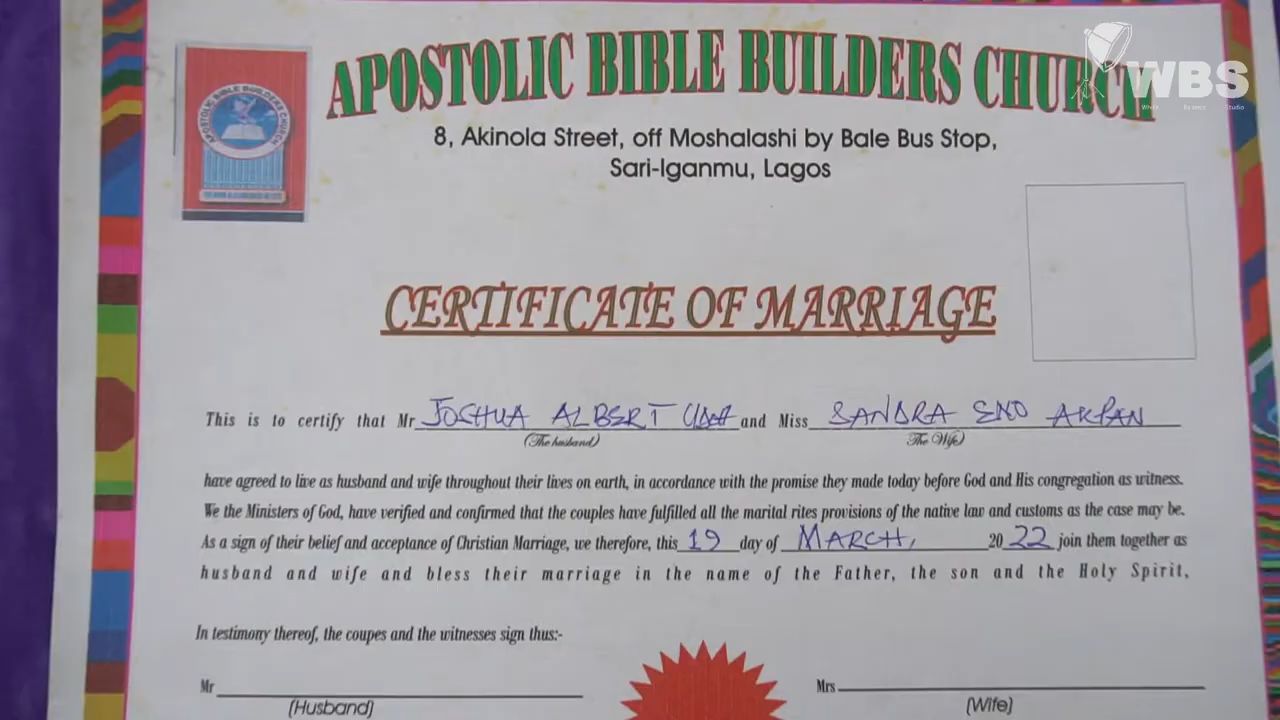 APOSTOLIC BIBLE BUILDERS CHURCH
WBS
8, Akinola Street, off Moshalashi by Bale Bus Stop,
Sari-Iganmu, Lagos
APOSTOLIC BIBLE BUILDERS CHURCH
CERTIFICATE OF MARRIAGE
This is to certify that Mr JOSHUA ALBERT and Miss SANDRA ENO AKPAN
(The husband) (The Wife)
have agreed to live as husband and wife throughout their lives on earth, in accordance with the promise they made today before God and His congregation as witness.
We the Ministers of God, have verified and confirmed that the couples have fulfilled all the marital rites provisions of the native law and customs as the case may be.
As a sign of their belief and acceptance of Christian Marriage, we therefore, this 19 day of MARCH, 2022 join them together as
husband and wife and bless their marriage in the name of the Father, the son and the Holy Spirit,
In testimony thereof, the coupes and the witnesses sign thus:-
Mr Mrs
(Husband) (Wife)